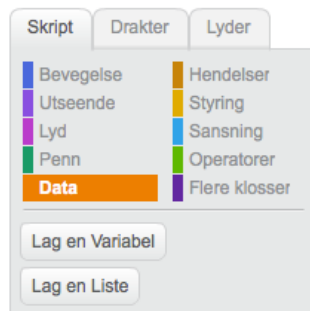 Skript Drakter Lyder
Bevegelse Hendelser
Utseende Styring
Lyd Sansning
Penn Operatorer
Data Flere klosser
Lag en Variabel
Lag en Liste